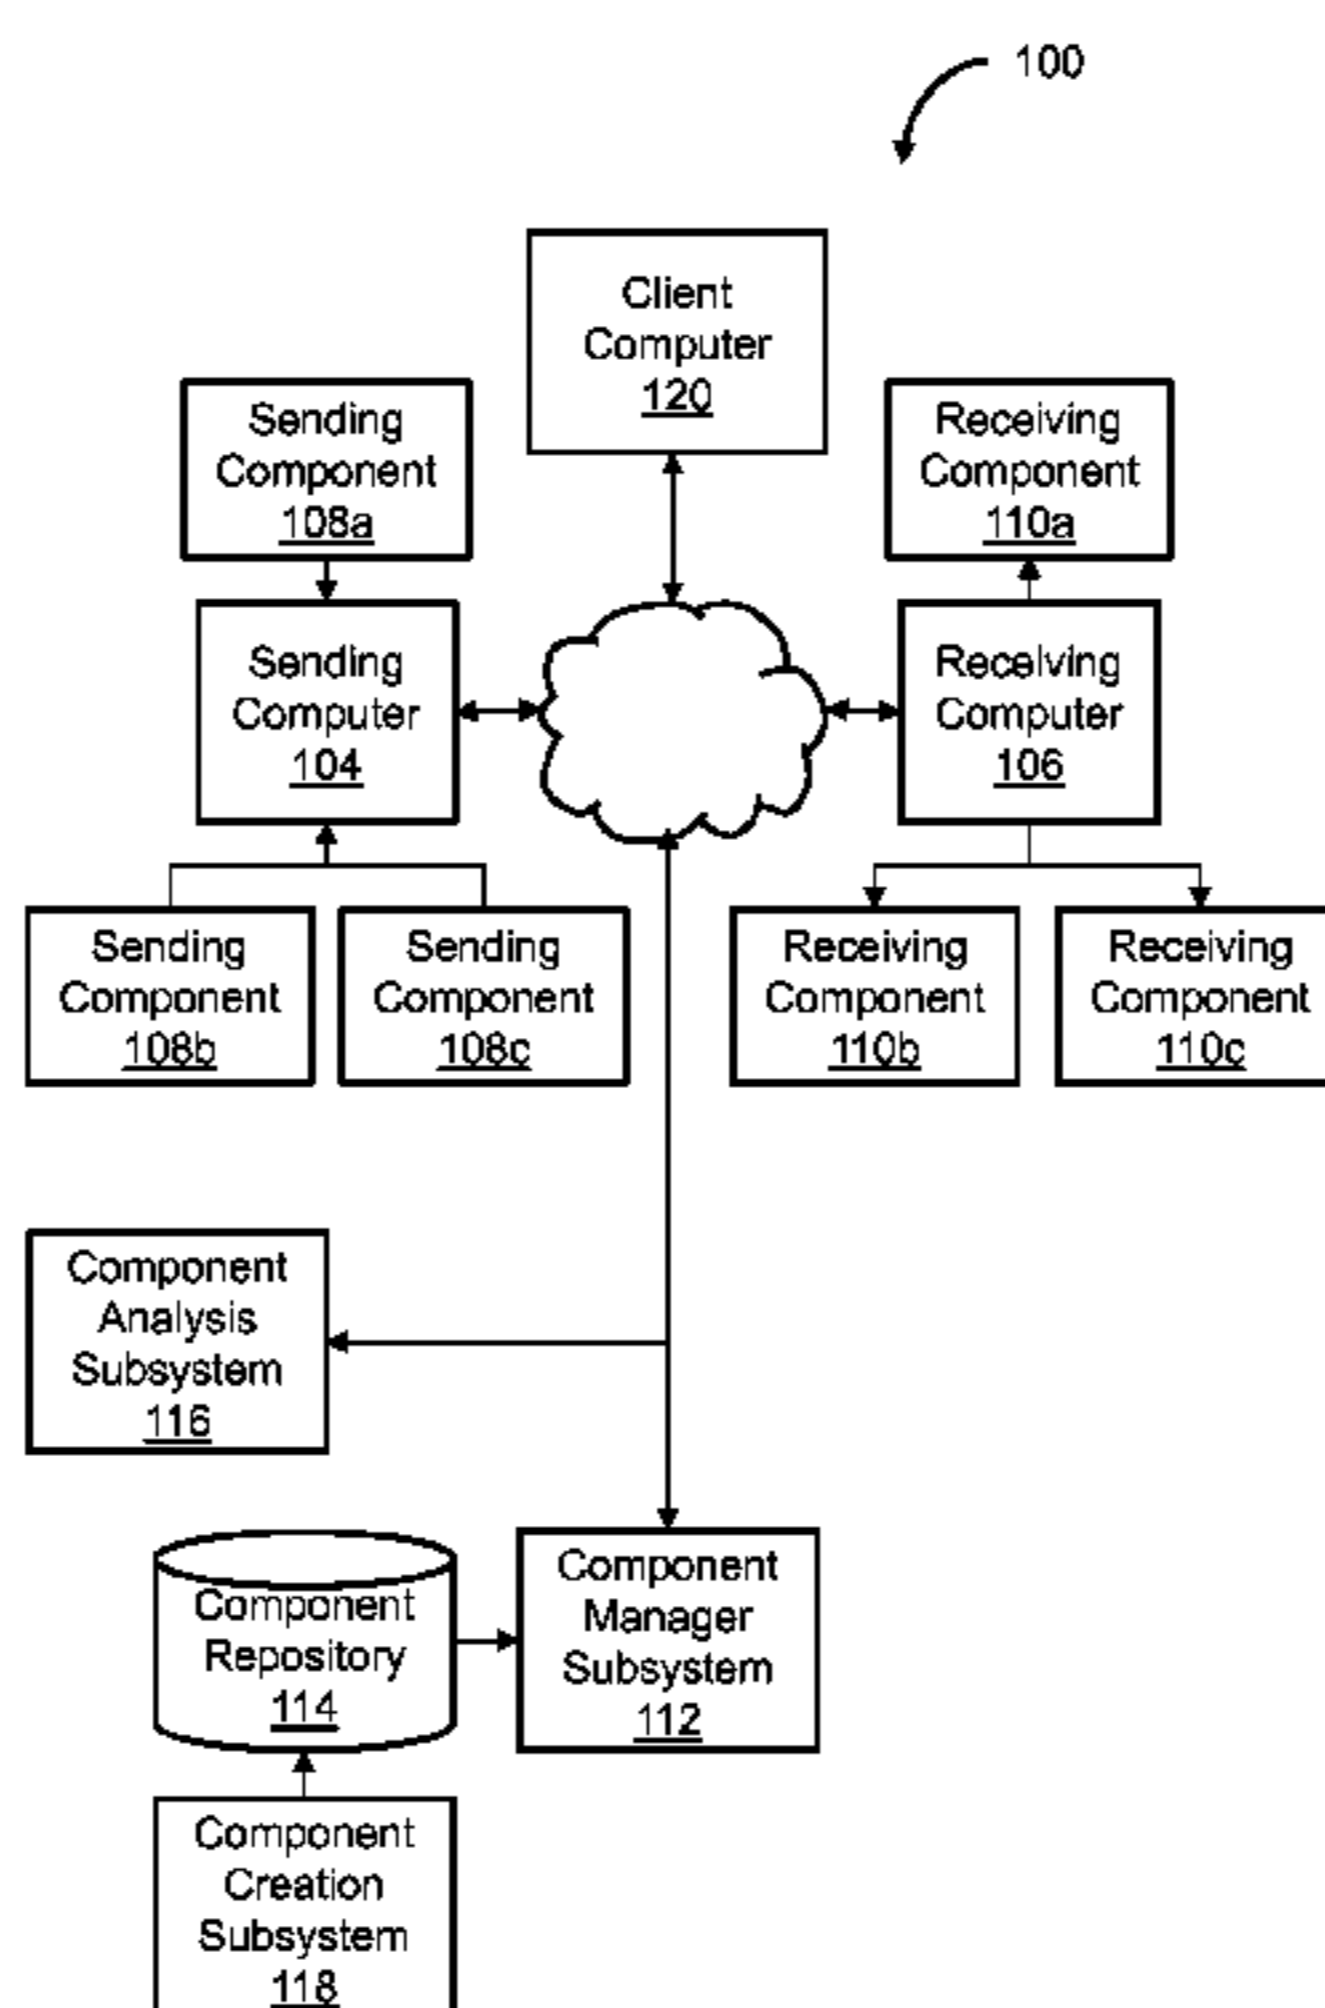 100
Client
Computer
120
Sending
Component
108a
Receiving
Component
110a
Sending
Computer
104
Receiving
Computer
106
Sending
Component
108b
Sending
Component
108c
Receiving
Component
110b
Receiving
Component
110c
Component
Analysis
Subsystem
116
Component
Repository
114
Component
Manager
Subsystem
112
Component
Creation
Subsystem
118